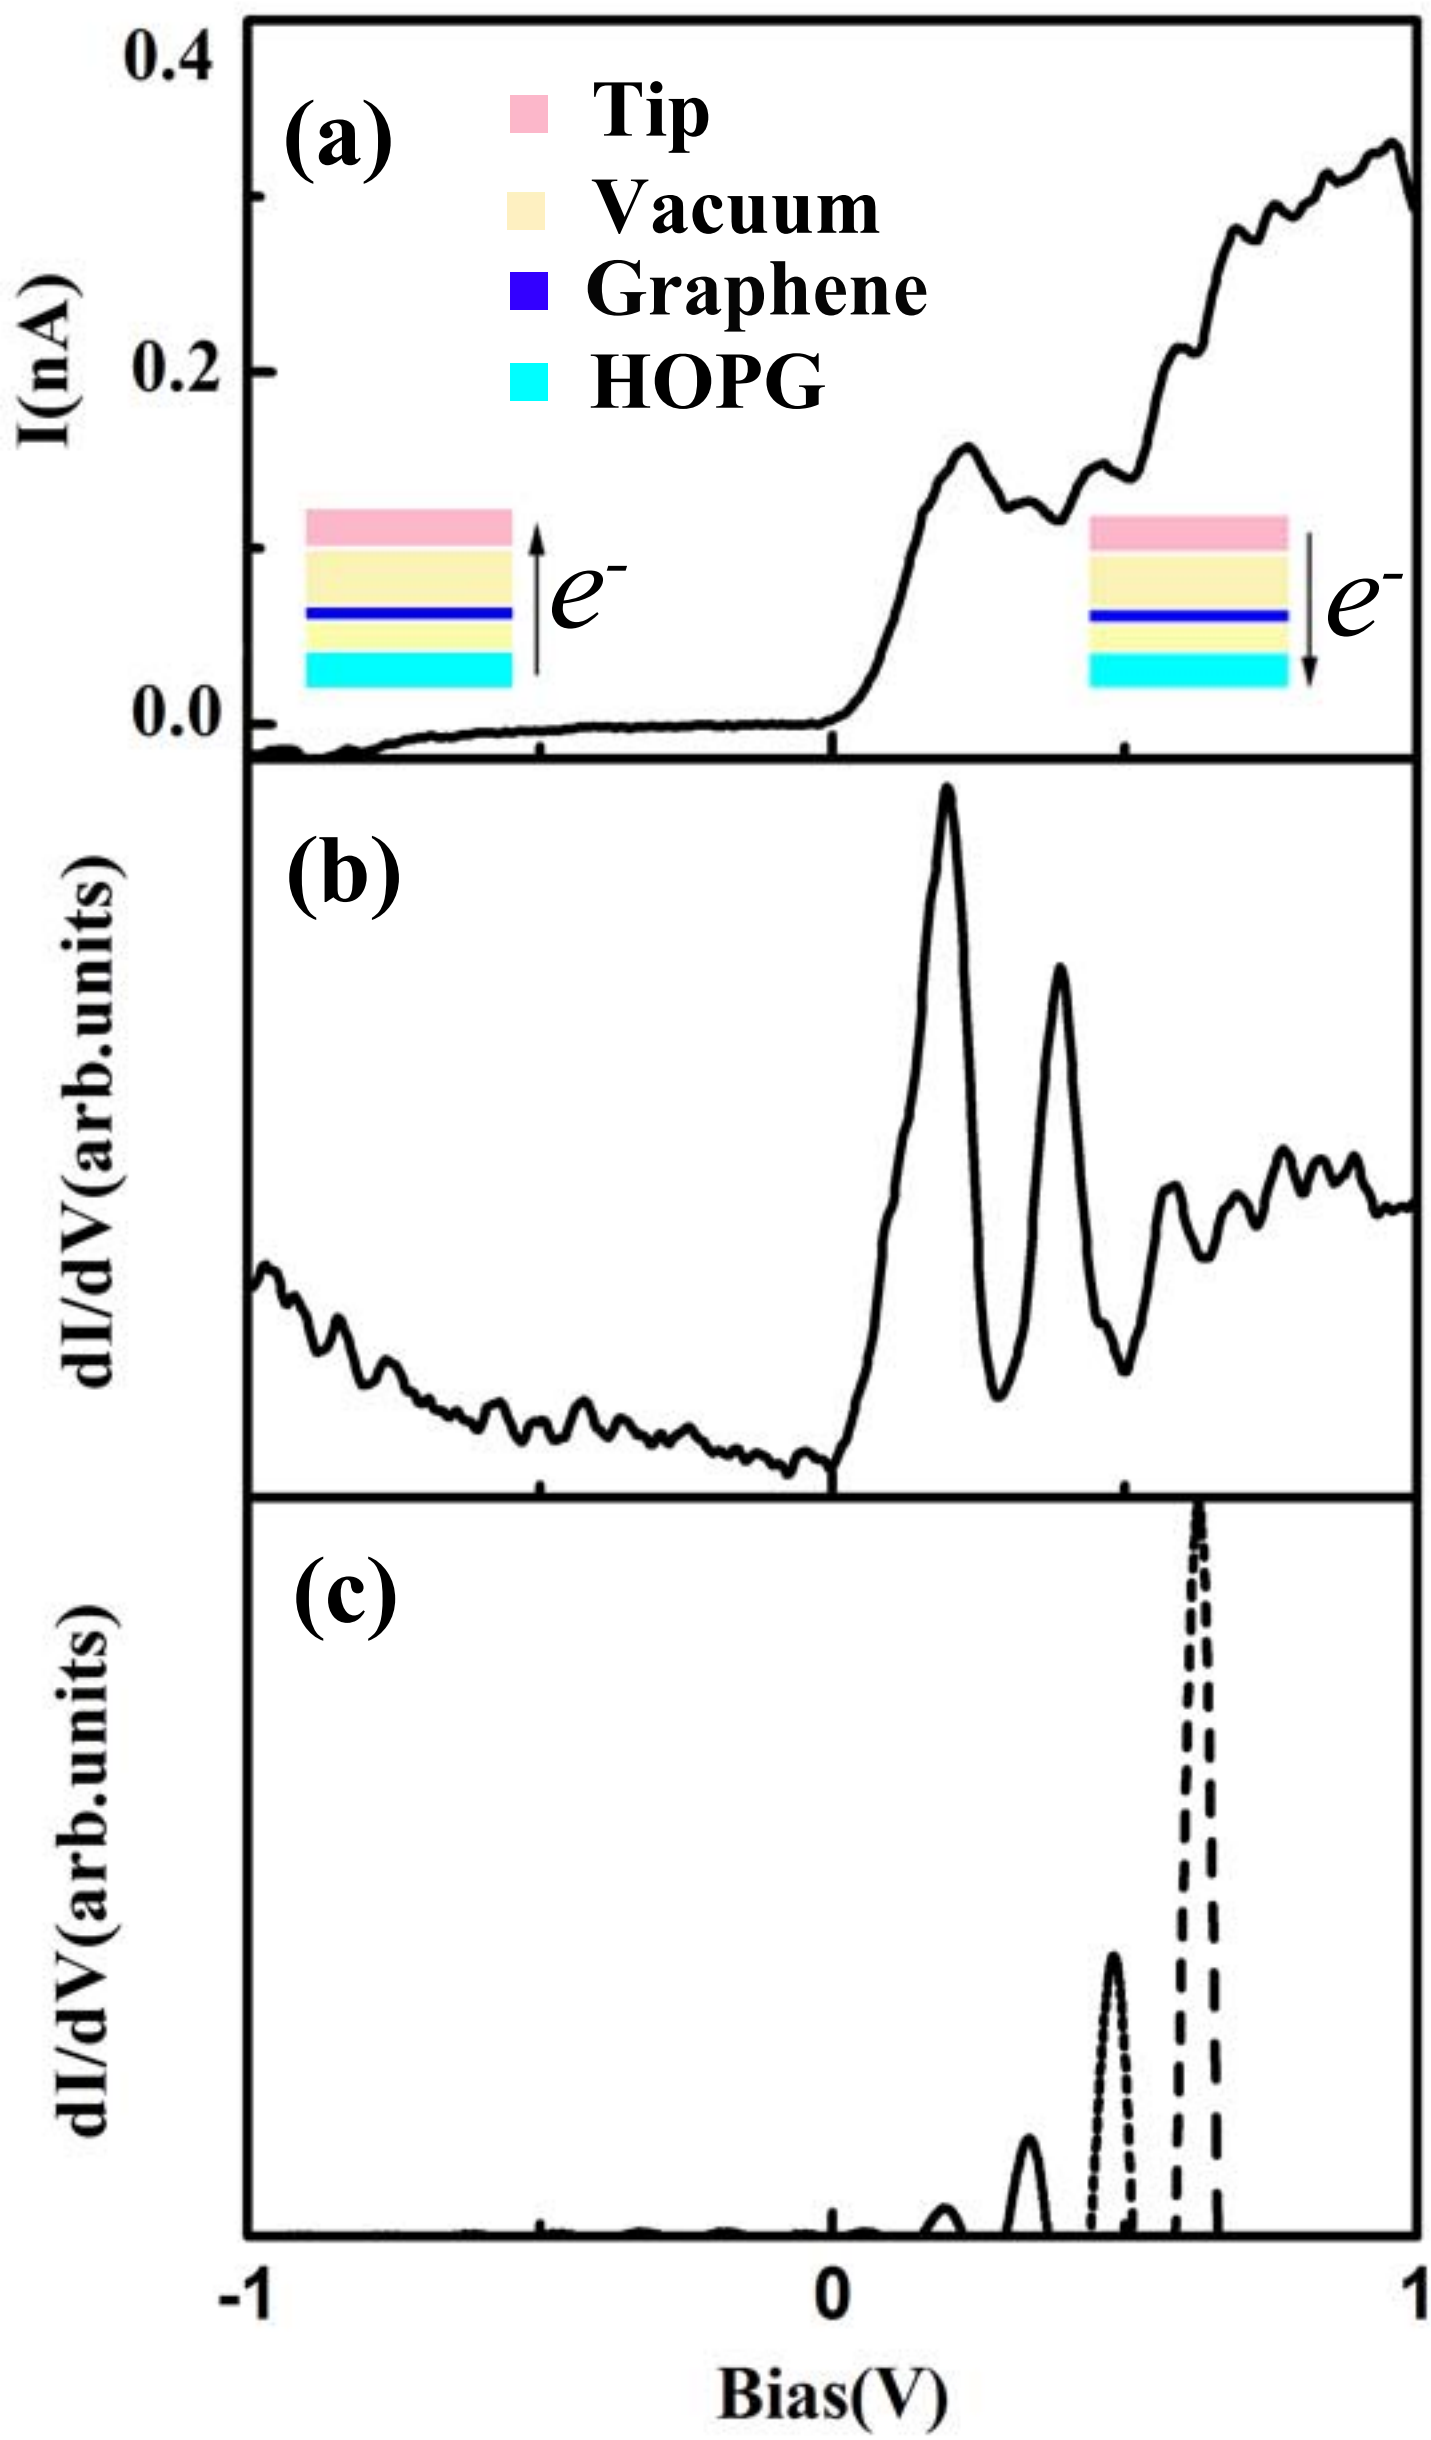 0.4
(a)
Tip
Vacuum
Graphene
HOPG
I(nA)
0.2
e-
e-
0.0
(b)
dI/dV(arb.units)
(c)
dI/dV(arb.units)
-1 0 1
Bias(V)